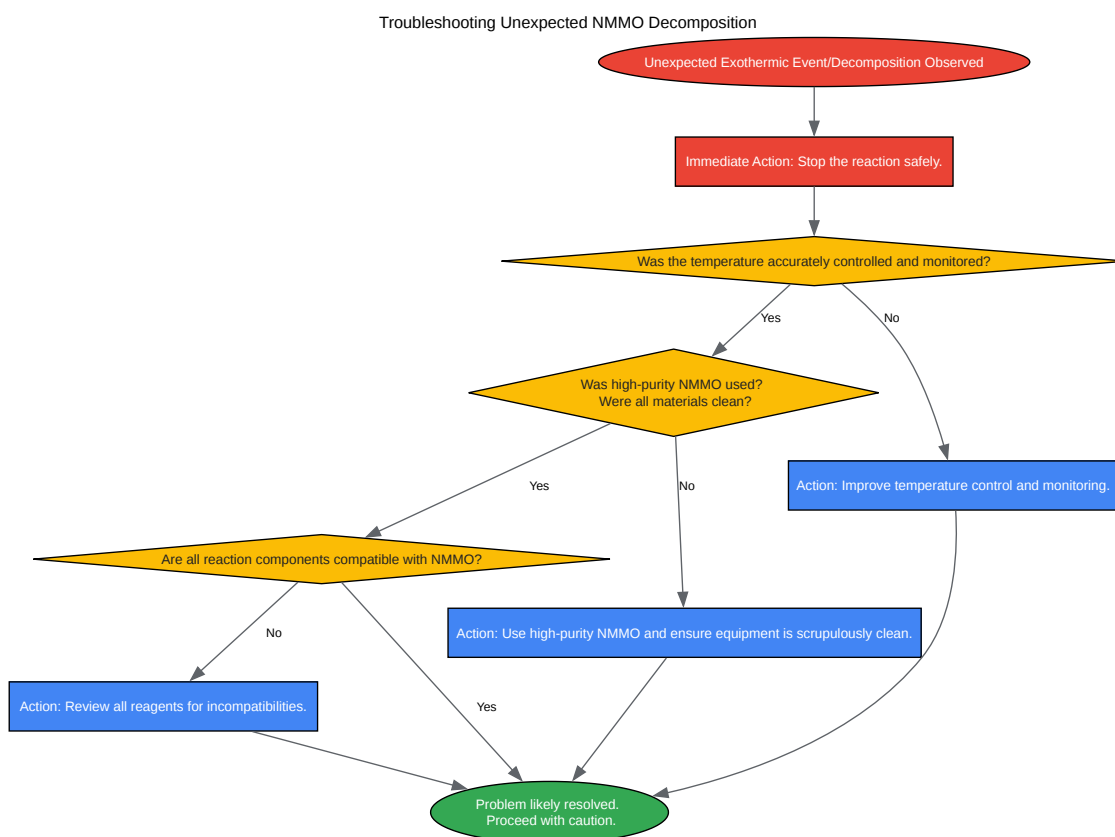 Troubleshooting Unexpected NMMO Decomposition
Unexpected Exothermic Event/Decomposition Observed
Immediate Action: Stop the reaction safely.
Was the temperature accurately controlled and monitored?
Yes
No
Was high-purity NMMO used?
Were all materials clean?
Yes
No
Action: Improve temperature control and monitoring.
Are all reaction components compatible with NMMO?
No
Yes
Action: Use high-purity NMMO and ensure equipment is scrupulously clean.
Action: Review all reagents for incompatibilities.
Problem likely resolved.
Proceed with caution.